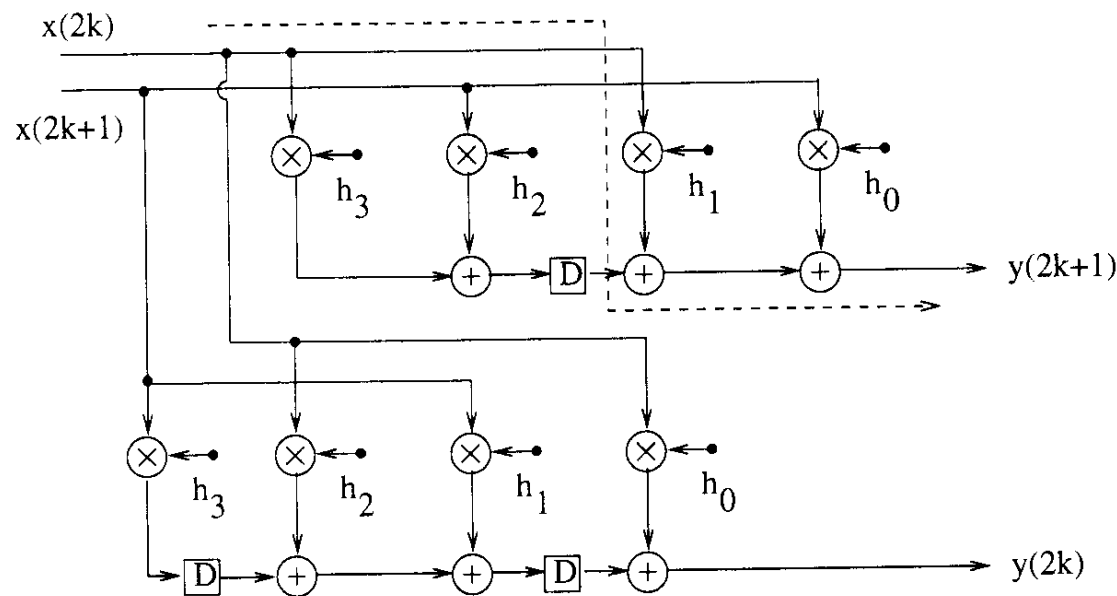 x(2k)
x(2k+1)
h3 h2 h1 h0
D
y(2k+1)
h3 h2 h1 h0
D D
y(2k)